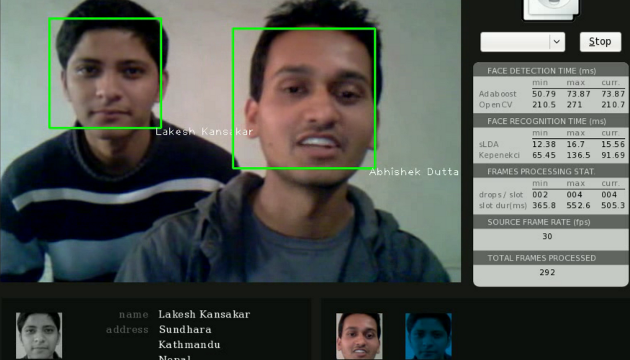 Stop
FACE DETECTION TIME (ms)
min max curr.
Adaboost 50.79 73.87 73.87
OpenCV 210.5 271 210.7
FACE RECOGNITION TIME (ms)
min max curr.
sLDA 12.38 16.7 15.56
Kepenekci 65.45 136.5 91.69
FRAMES PROCESSING STAT.
min max curr.
drops / slot 002 004 004
slot dur(ms) 365.8 552.6 505.3
SOURCE FRAME RATE (fps)
30
TOTAL FRAMES PROCESSED
292
Lakesh Kansakar
Abhishek Dutta
name Lakesh Kansakar
address Sundhara
Kathmandu
Nepal